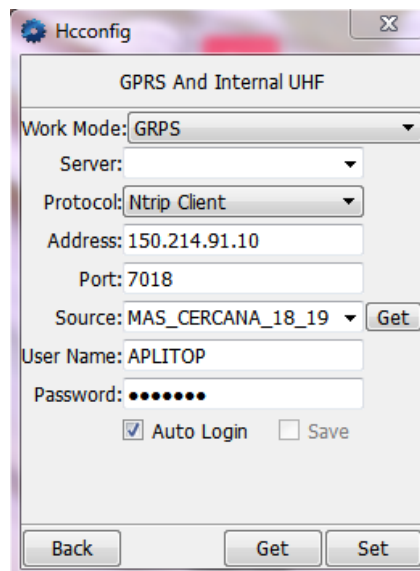 Hcconfig
GPRS And Internal UHF
Work Mode: GRPS
Server:
Protocol: Ntrip Client
Address: 150.214.91.10
Port: 7018
Source: MAS_CERCANA_18_19 Get
User Name: APLITOP
Password: •••••••
Auto Login Save
Back Get Set